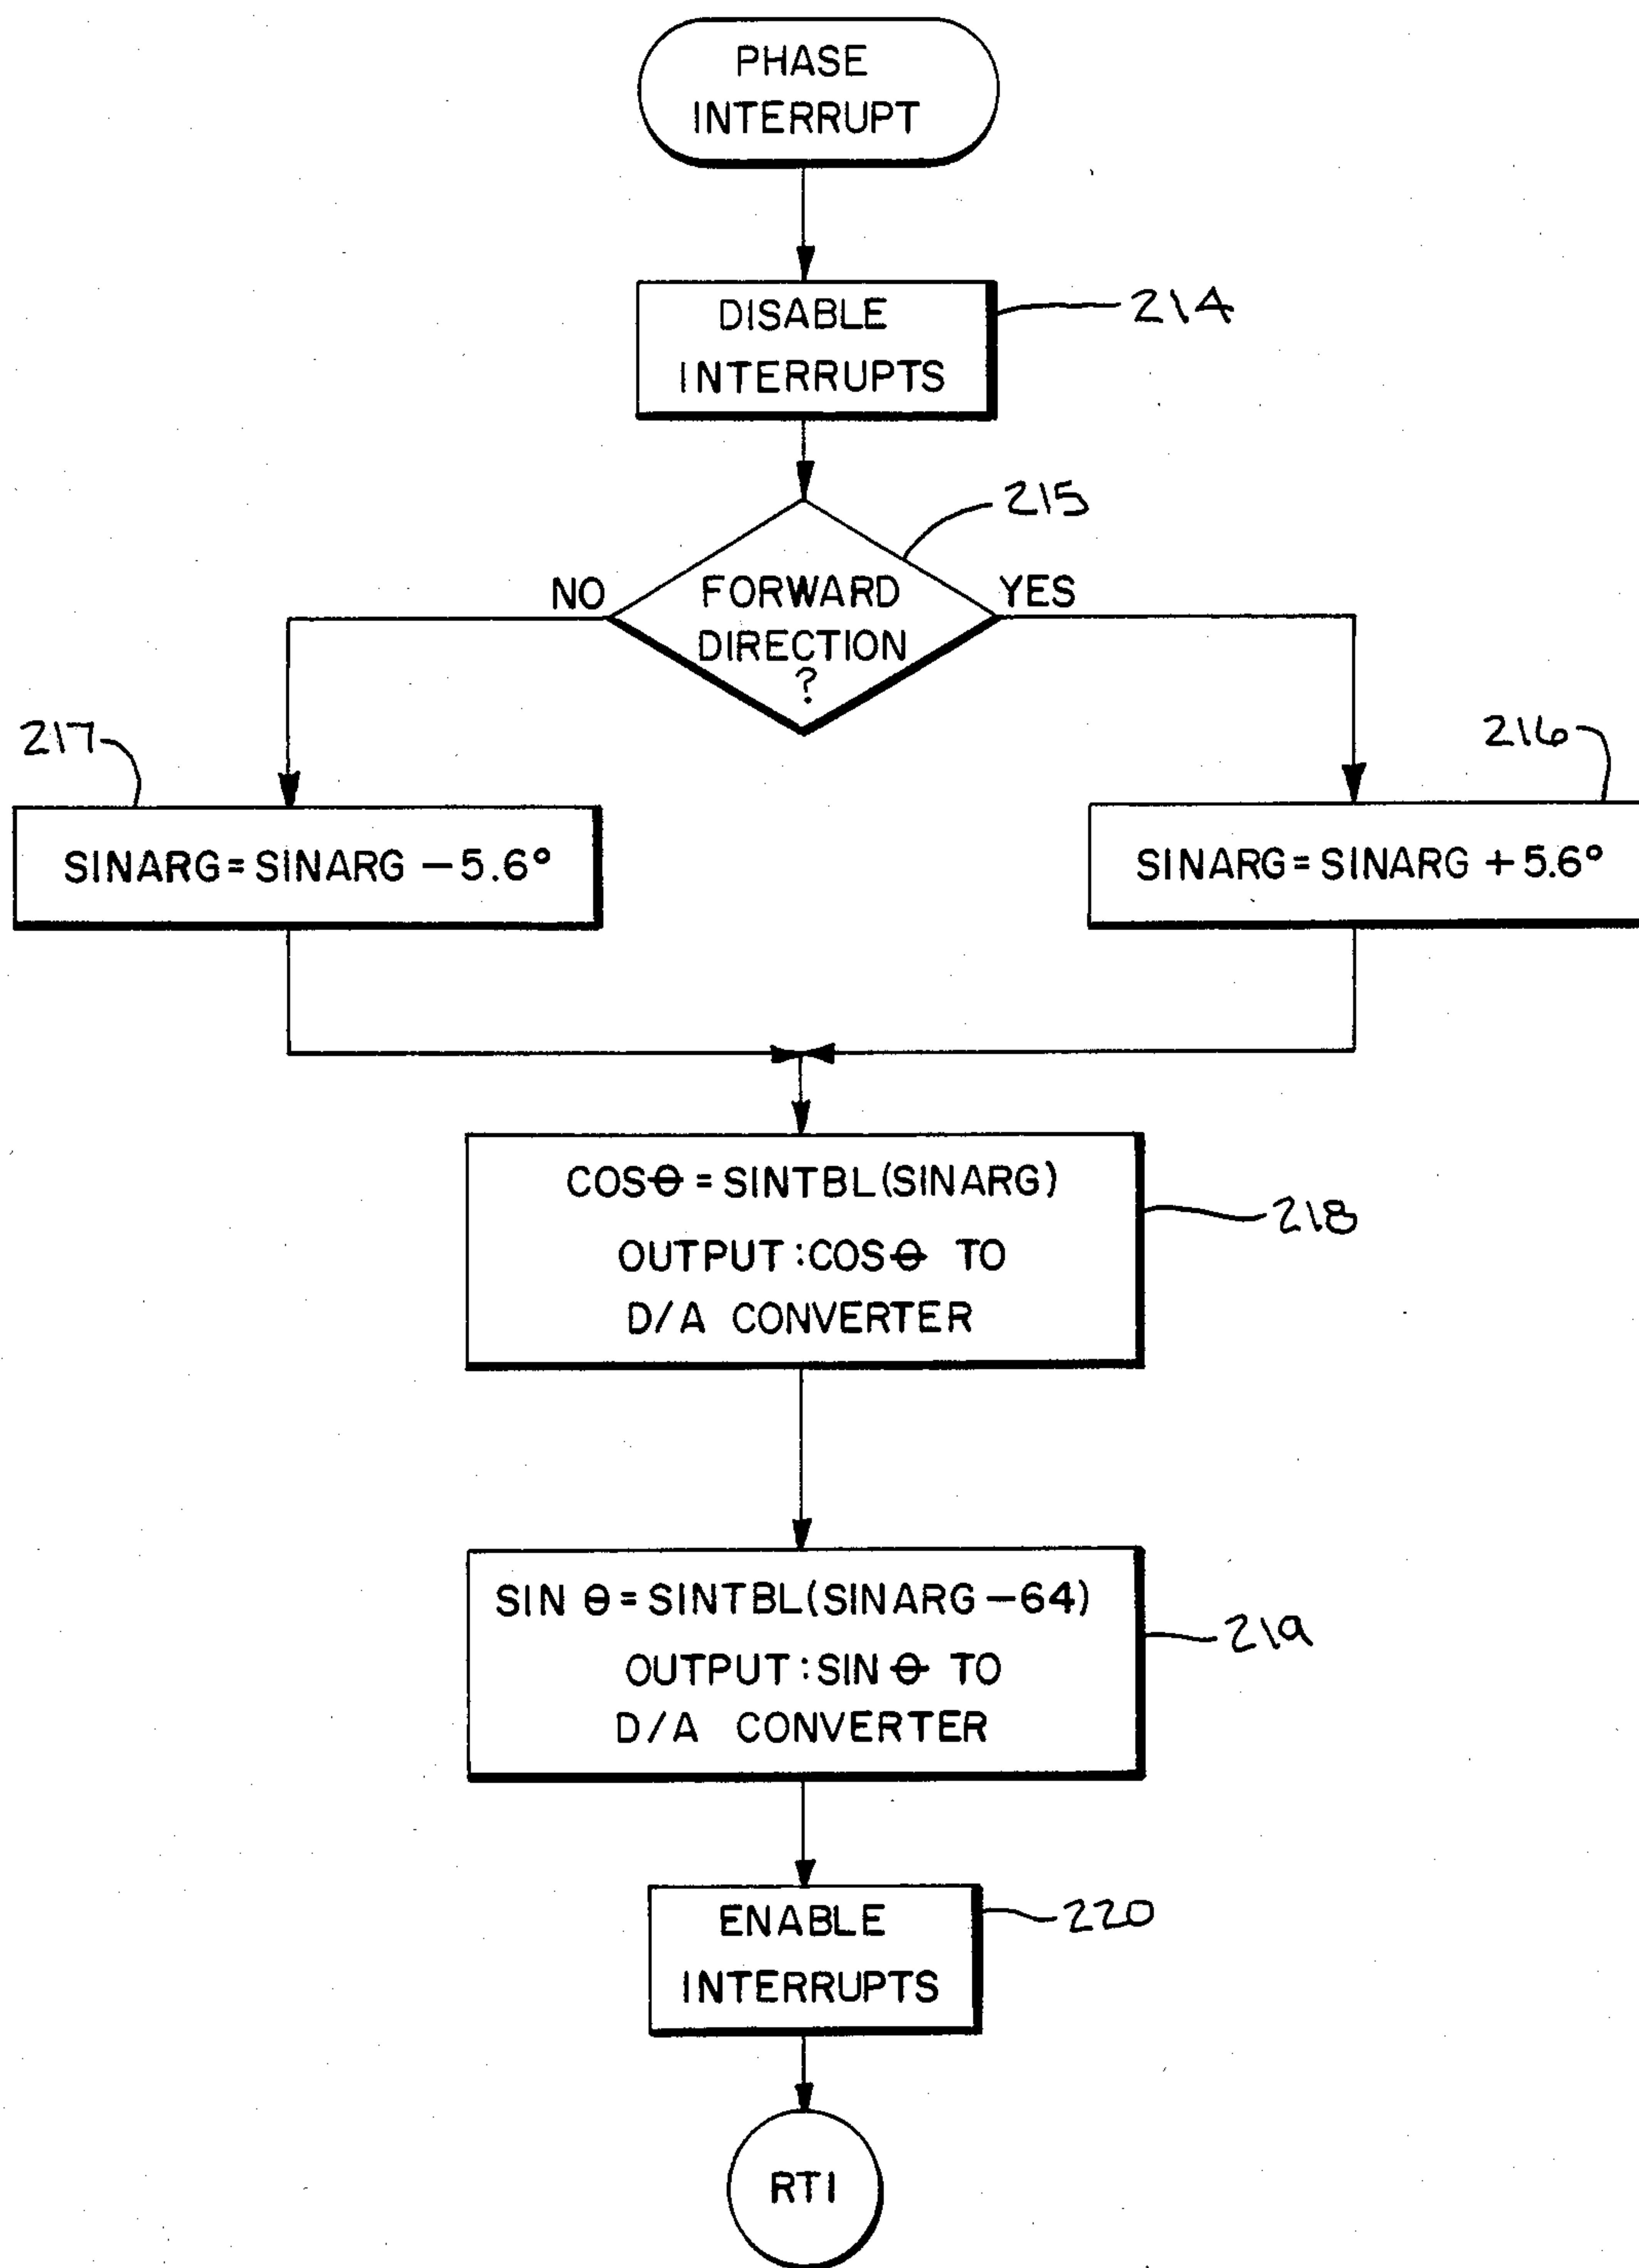 PHASE
INTERRUPT
DISABLE
INTERRUPTS
214
215
NO
FORWARD
DIRECTION
?
YES
217
216
SINARG = SINARG − 5.6°
SINARG = SINARG + 5.6°
COS θ = SINTBL(SINARG)
OUTPUT : COS θ TO
D/A CONVERTER
218
SIN θ = SINTBL(SINARG − 64)
OUTPUT : SIN θ TO
D/A CONVERTER
219
ENABLE
INTERRUPTS
220
RTI